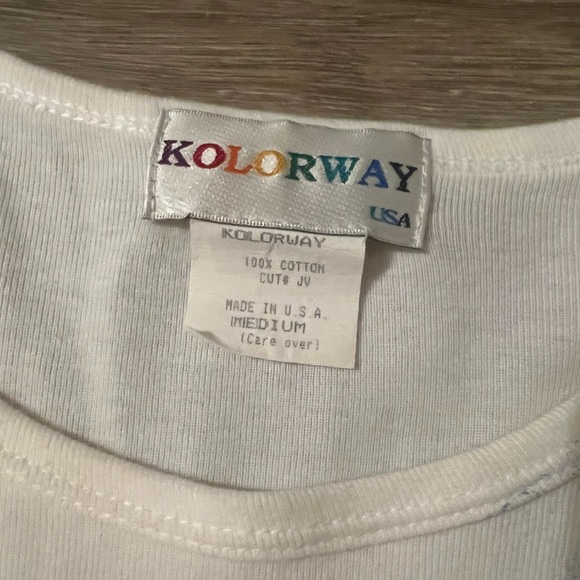 KOLORWAY
USA
KOLORWAY
100% COTTON
CUT# JV
MADE IN U.S.A.
MEDIUM
(Care over)